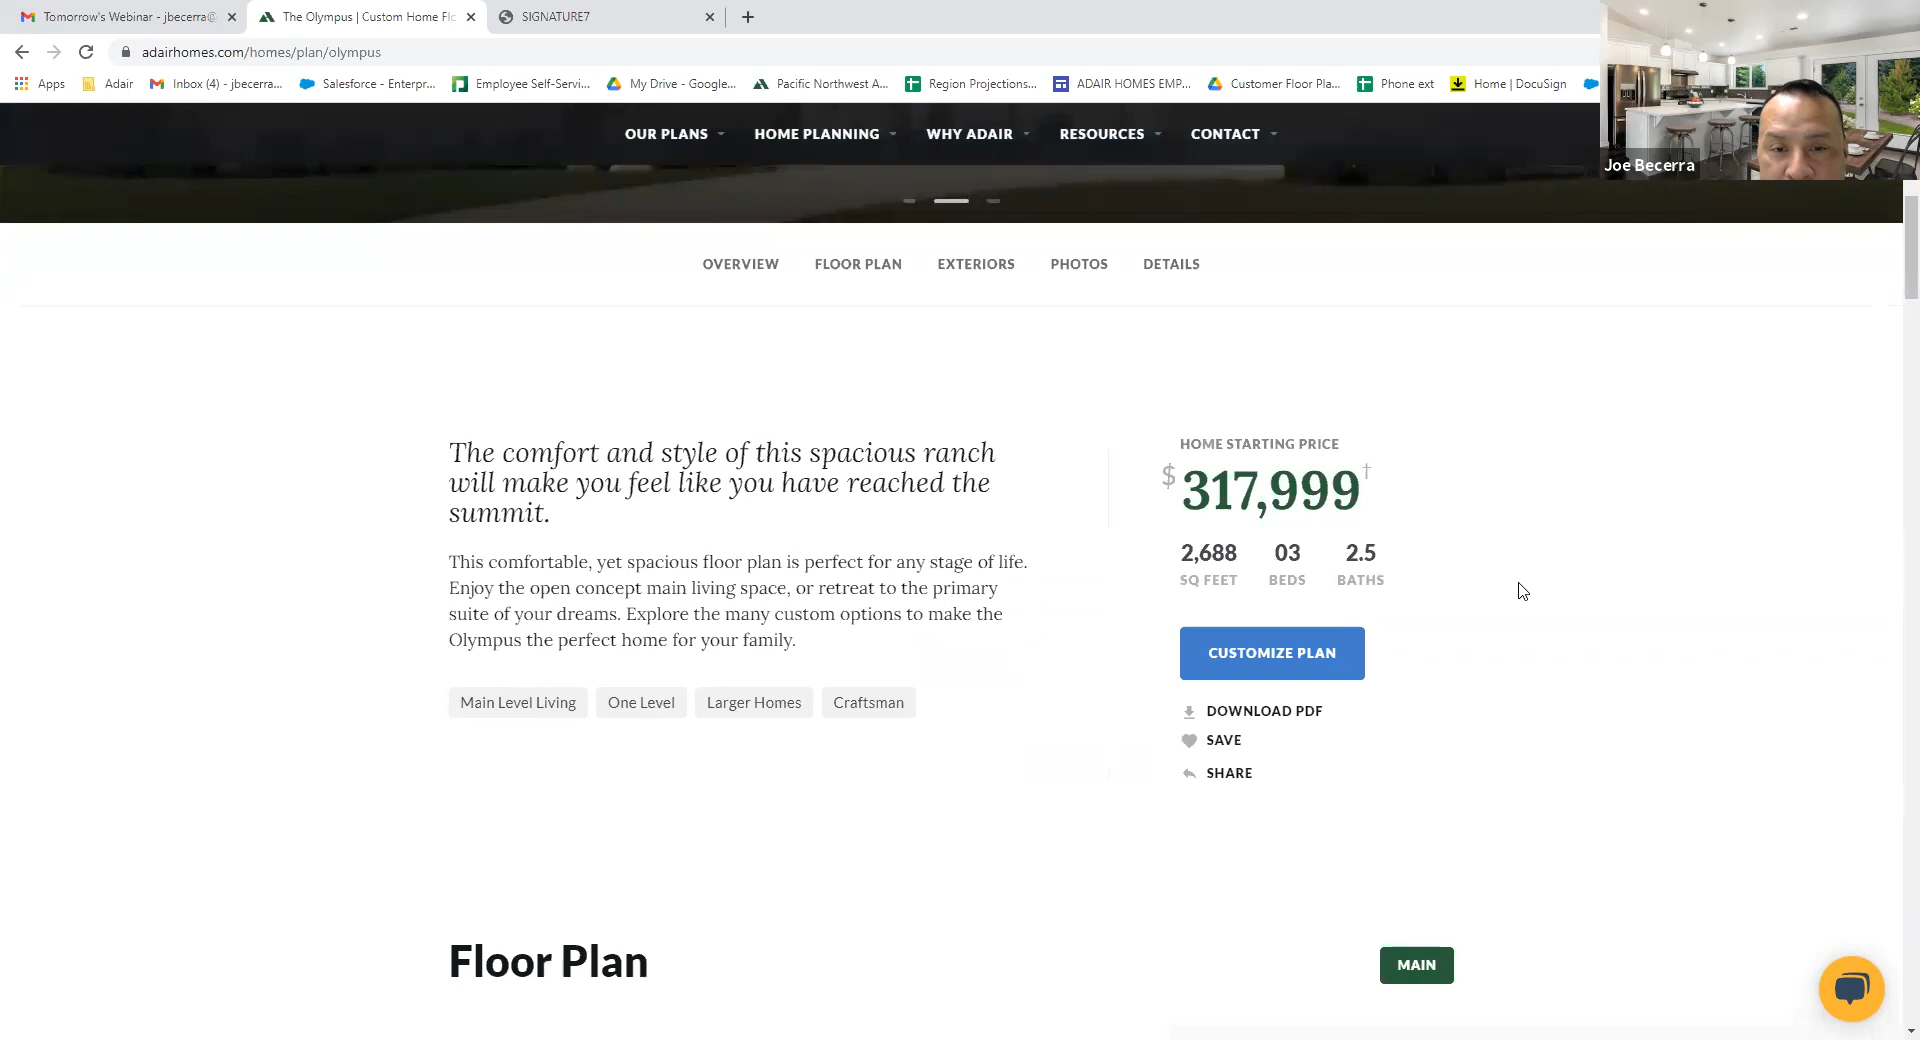 Tomorrow's Webinar - jbecerra@
The Olympus | Custom Home Flo
SIGNATURE7
adairhomes.com/homes/plan/olympus
Apps
Adair
Inbox (4) - jbecerra...
Salesforce - Enterpr...
Employee Self-Servi...
My Drive - Google...
Pacific Northwest A...
Region Projections...
ADAIR HOMES EMP...
Customer Floor Pla...
Phone ext
Home | DocuSign
OUR PLANS
HOME PLANNING
WHY ADAIR
RESOURCES
CONTACT
Joe Becerra
OVERVIEW
FLOOR PLAN
EXTERIORS
PHOTOS
DETAILS
The comfort and style of this spacious ranch
will make you feel like you have reached the
summit.
This comfortable, yet spacious floor plan is perfect for any stage of life.
Enjoy the open concept main living space, or retreat to the primary
suite of your dreams. Explore the many custom options to make the
Olympus the perfect home for your family.
Main Level Living
One Level
Larger Homes
Craftsman
HOME STARTING PRICE
$317,999†
2,688 03 2.5
SQ FEET BEDS BATHS
CUSTOMIZE PLAN
DOWNLOAD PDF
SAVE
SHARE
Floor Plan
MAIN